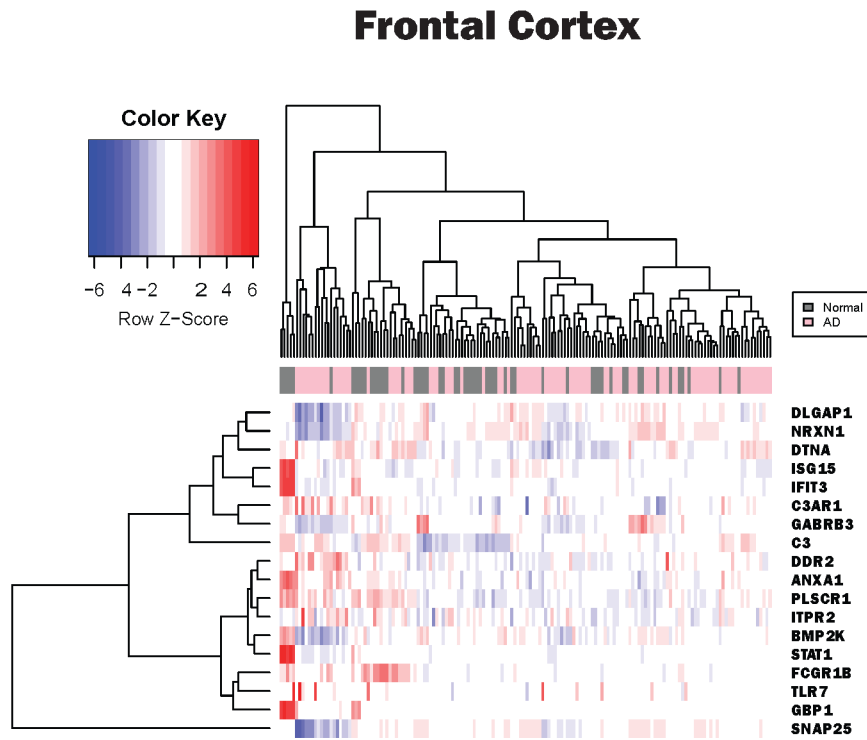 Frontal Cortex
Color Key
−6 4 −2 2 4 6
Row Z−Score
Normal
AD
DLGAP1
NRXN1
DTNA
ISG15
IFIT3
C3AR1
GABRB3
C3
DDR2
ANXA1
PLSCR1
ITPR2
BMP2K
STAT1
FCGR1B
TLR7
GBP1
SNAP25